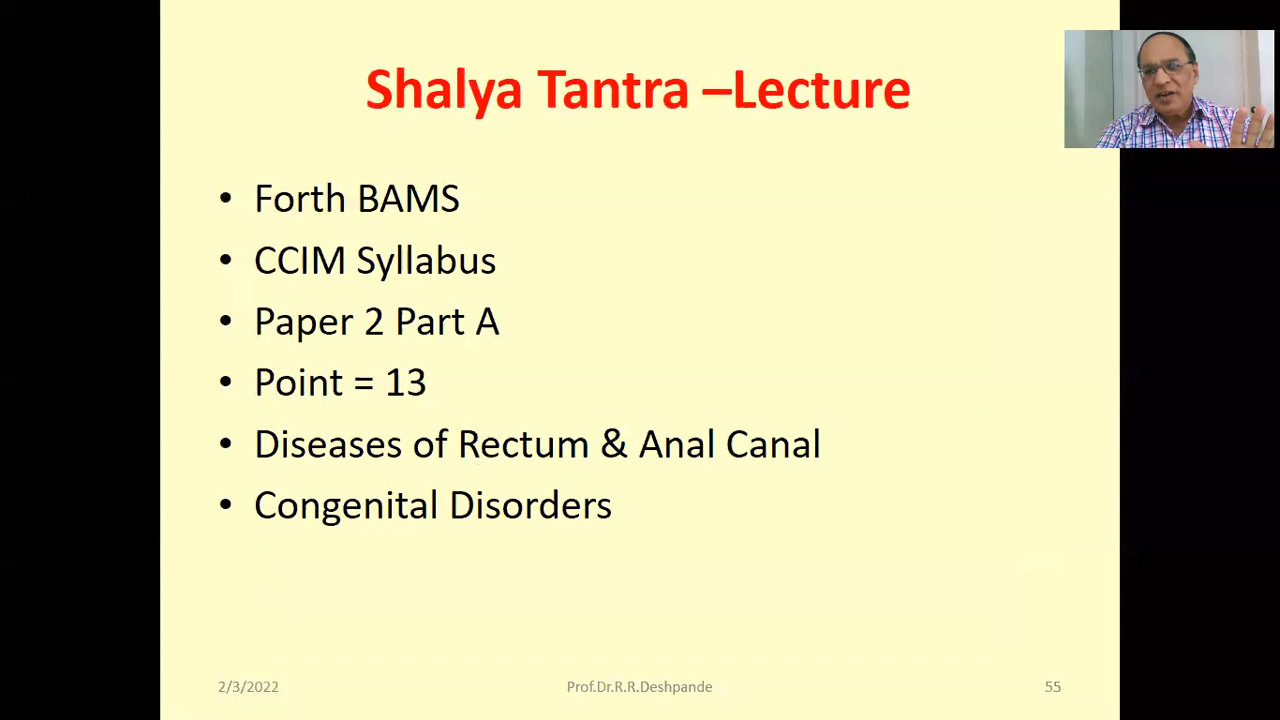 Shalya Tantra –Lecture
• Forth BAMS
• CCIM Syllabus
• Paper 2 Part A
• Point = 13
• Diseases of Rectum & Anal Canal
• Congenital Disorders
2/3/2022 Prof.Dr.R.R.Deshpande 55